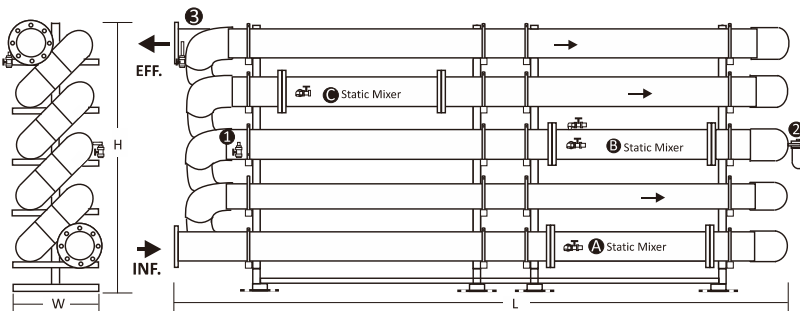 3
EFF.
C Static Mixer
1
B Static Mixer
2
H
INF.
A Static Mixer
W
L